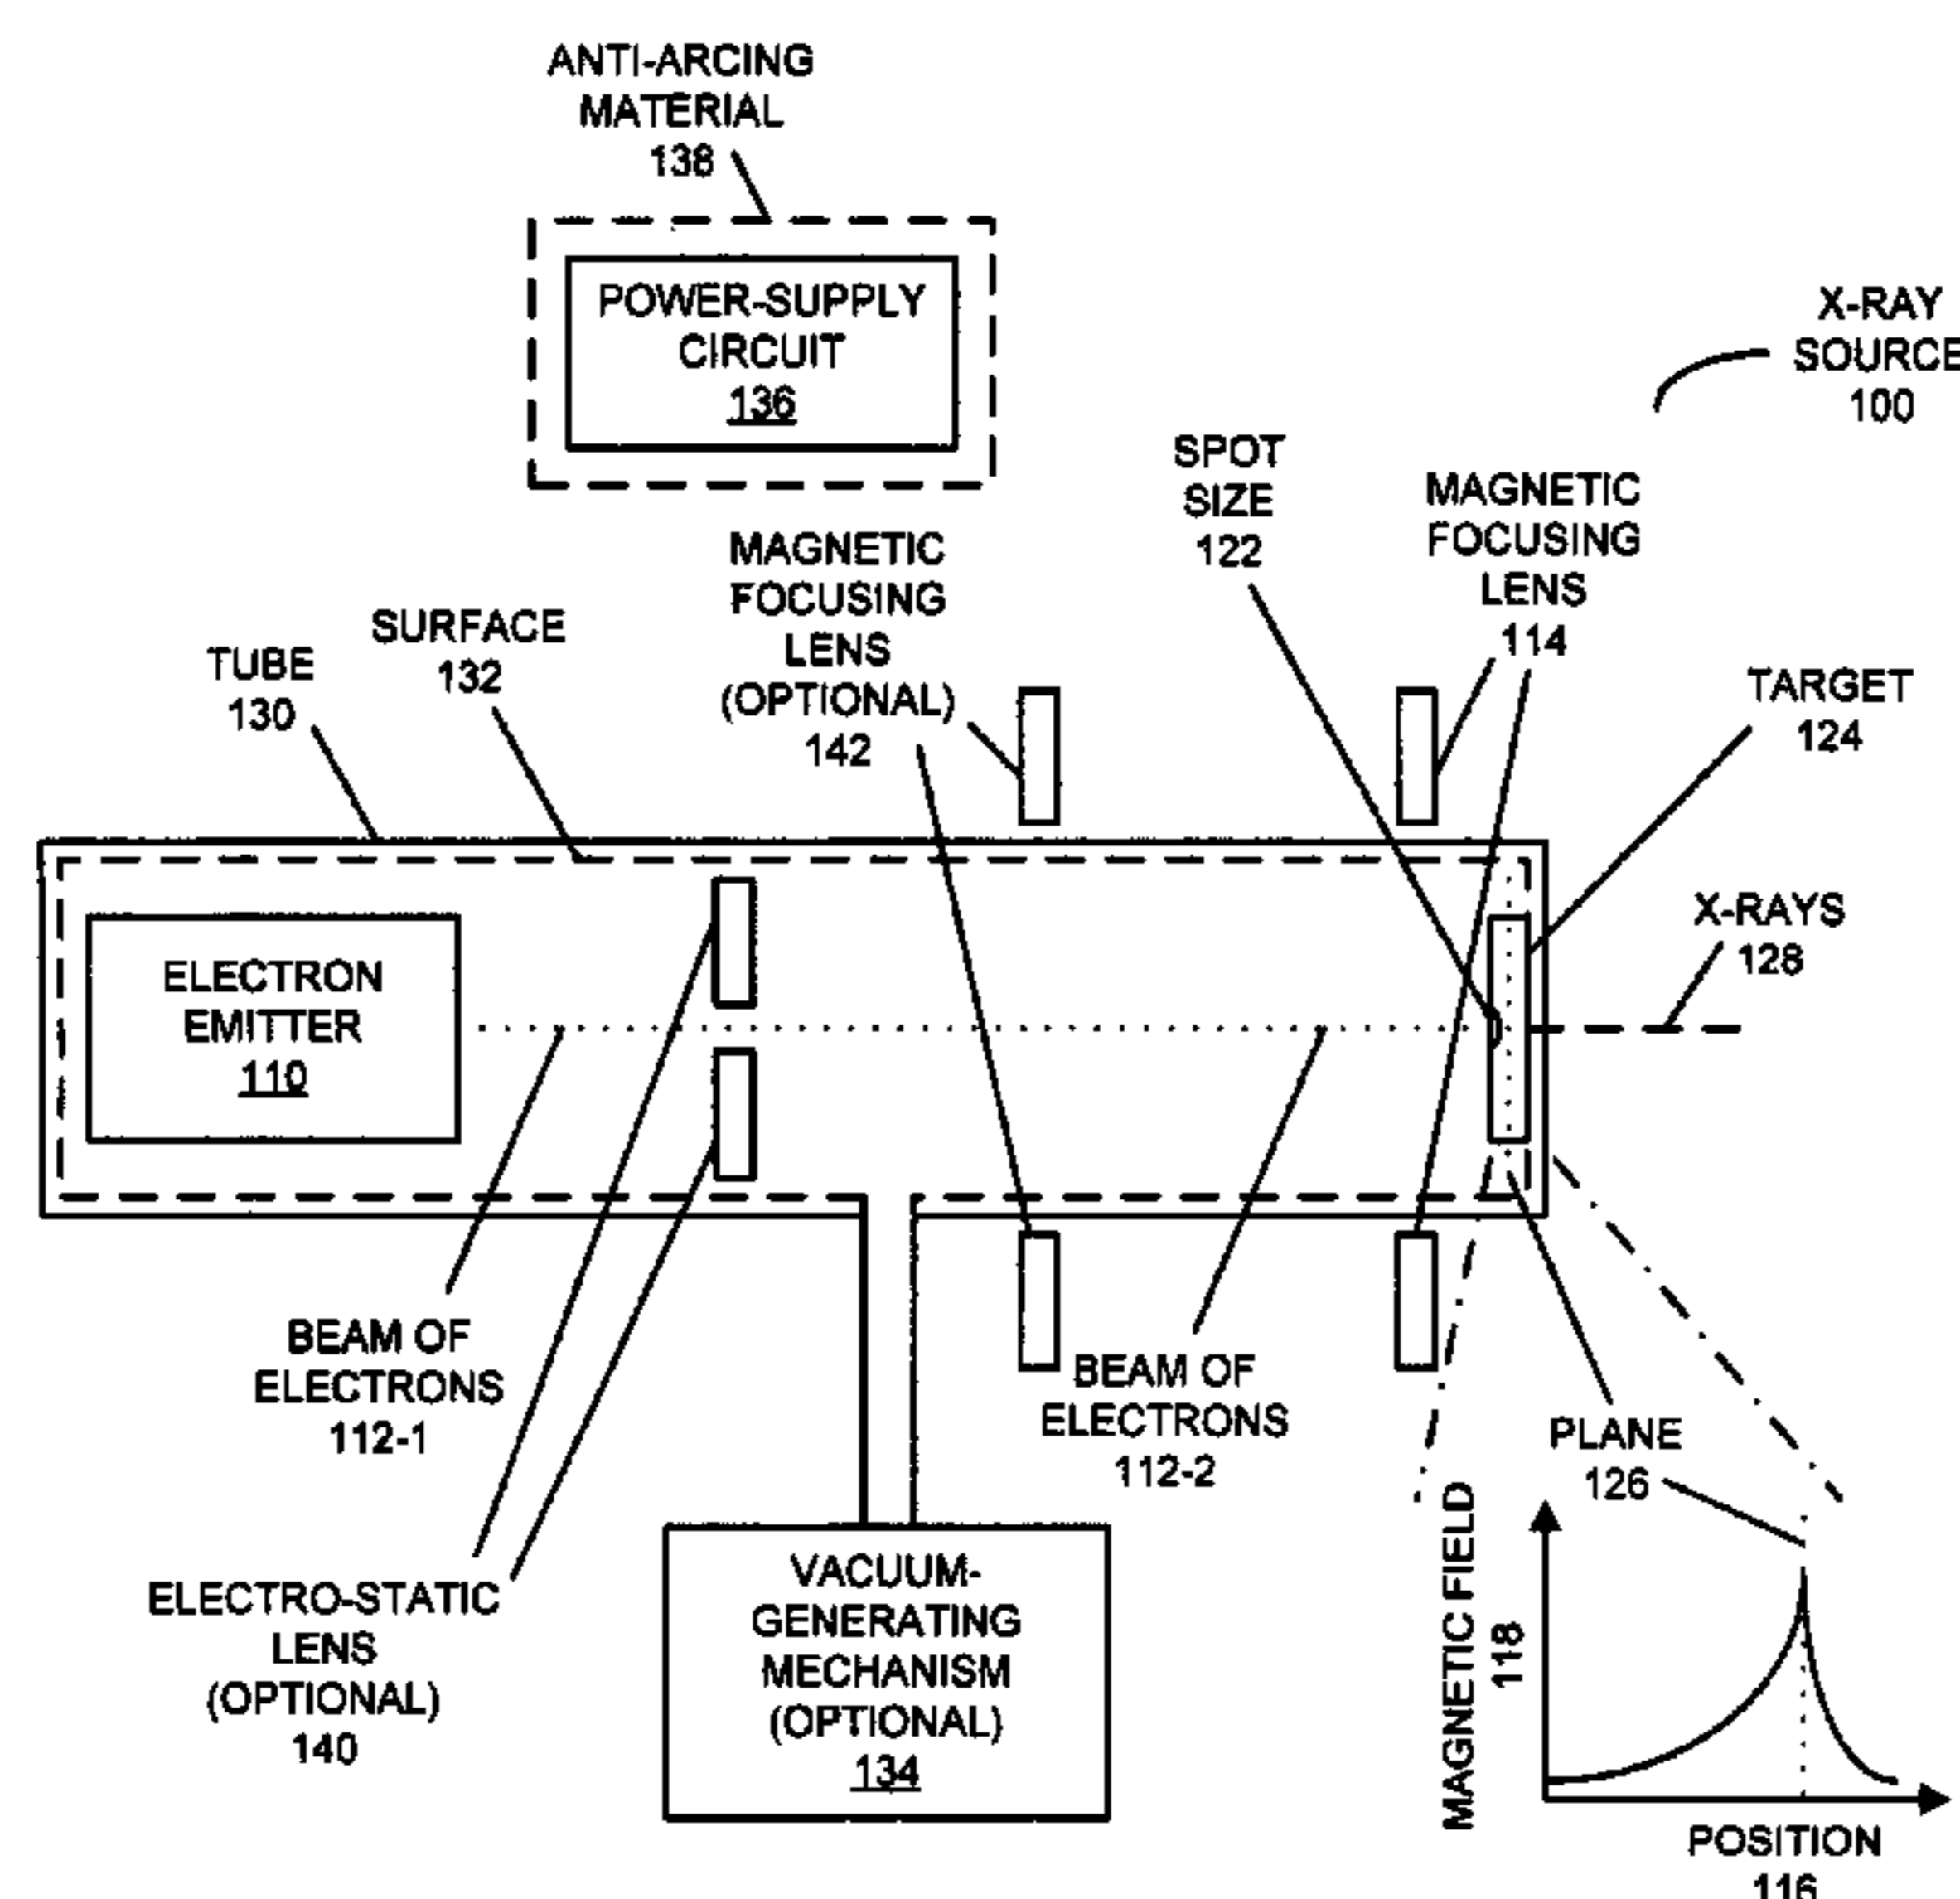 ANTI-ARCING
MATERIAL
138
POWER-SUPPLY
CIRCUIT
136
X-RAY
SOURCE
100
SPOT
SIZE
122
MAGNETIC
FOCUSING
LENS
114
MAGNETIC
FOCUSING
LENS
(OPTIONAL)
142
SURFACE
132
TUBE
130
TARGET
124
X-RAYS
128
ELECTRON
EMITTER
110
BEAM OF
ELECTRONS
112-1
BEAM OF
ELECTRONS
112-2
PLANE
126
ELECTRO-STATIC
LENS
(OPTIONAL)
140
VACUUM-
GENERATING
MECHANISM
(OPTIONAL)
134
MAGNETIC FIELD
118
POSITION
116